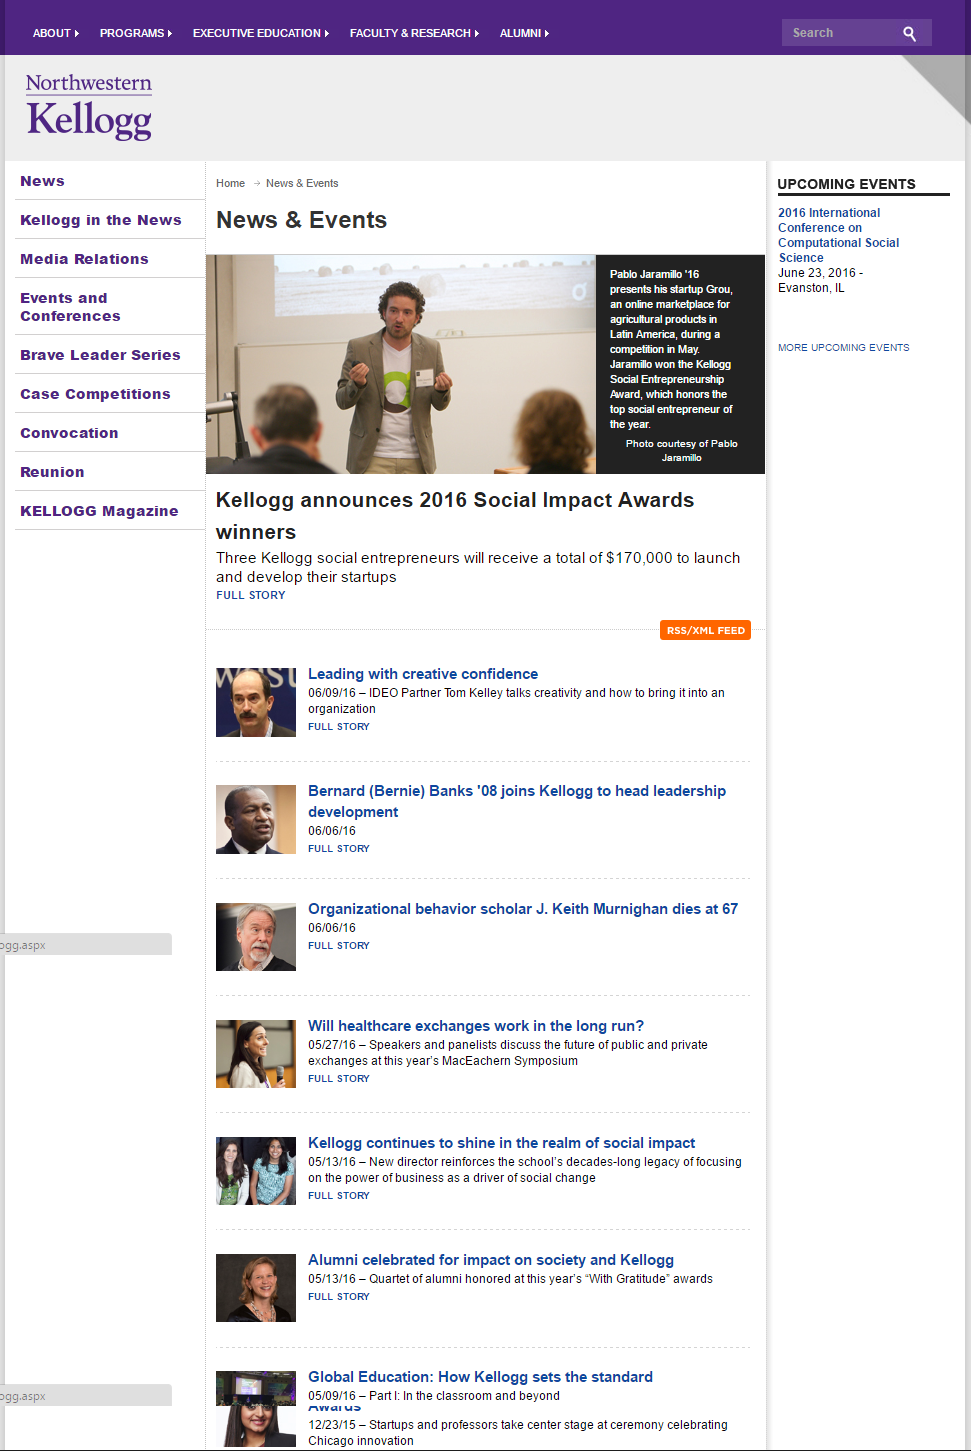 ABOUT PROGRAMS EXECUTIVE EDUCATION FACULTY & RESEARCH ALUMNI Search
Northwestern
Kellogg
News
Kellogg in the News
Media Relations
Events and
Conferences
Brave Leader Series
Case Competitions
Convocation
Reunion
KELLOGG Magazine
ogg.aspx
ogg.aspx
Home News & Events
News & Events
Pablo Jaramillo '16
presents his startup Grou,
an online marketplace for
agricultural products in
Latin America, during a
competition in May.
Jaramillo won the Kellogg
Social Entrepreneurship
Award, which honors the
top social entrepreneur of
the year.
Photo courtesy of Pablo
Jaramillo
Kellogg announces 2016 Social Impact Awards
winners
Three Kellogg social entrepreneurs will receive a total of $170,000 to launch
and develop their startups
FULL STORY
RSS/XML FEED
Leading with creative confidence
06/09/16 – IDEO Partner Tom Kelley talks creativity and how to bring it into an
organization
FULL STORY
Bernard (Bernie) Banks '08 joins Kellogg to head leadership
development
06/06/16
FULL STORY
Organizational behavior scholar J. Keith Murnighan dies at 67
06/06/16
FULL STORY
Will healthcare exchanges work in the long run?
05/27/16 – Speakers and panelists discuss the future of public and private
exchanges at this year’s MacEachern Symposium
FULL STORY
Kellogg continues to shine in the realm of social impact
05/13/16 – New director reinforces the school’s decades-long legacy of focusing
on the power of business as a driver of social change
FULL STORY
Alumni celebrated for impact on society and Kellogg
05/13/16 – Quartet of alumni honored at this year’s “With Gratitude” awards
FULL STORY
Global Education: How Kellogg sets the standard
05/09/16 – Part I: In the classroom and beyond
Awards
12/23/15 – Startups and professors take center stage at ceremony celebrating
Chicago innovation
UPCOMING EVENTS
2016 International
Conference on
Computational Social
Science
June 23, 2016 -
Evanston, IL
MORE UPCOMING EVENTS